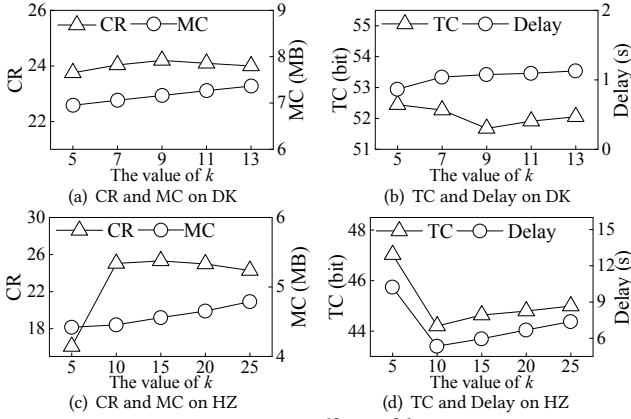 CR MC
CR
26
24
22
MC (MB)
9
8
7
6
5 7 9 11 13
The value of k
(a) CR and MC on DK
TC Delay
TC (bit)
55
54
53
52
51
Delay (s)
2
1
0
5 7 9 11 13
The value of k
(b) TC and Delay on DK
CR MC
CR
30
26
22
18
MC (MB)
6
5
4
5 10 15 20 25
The value of k
(c) CR and MC on HZ
TC Delay
TC (bit)
48
46
44
Delay (s)
15
12
9
6
5 10 15 20 25
The value of k
(d) TC and Delay on HZ